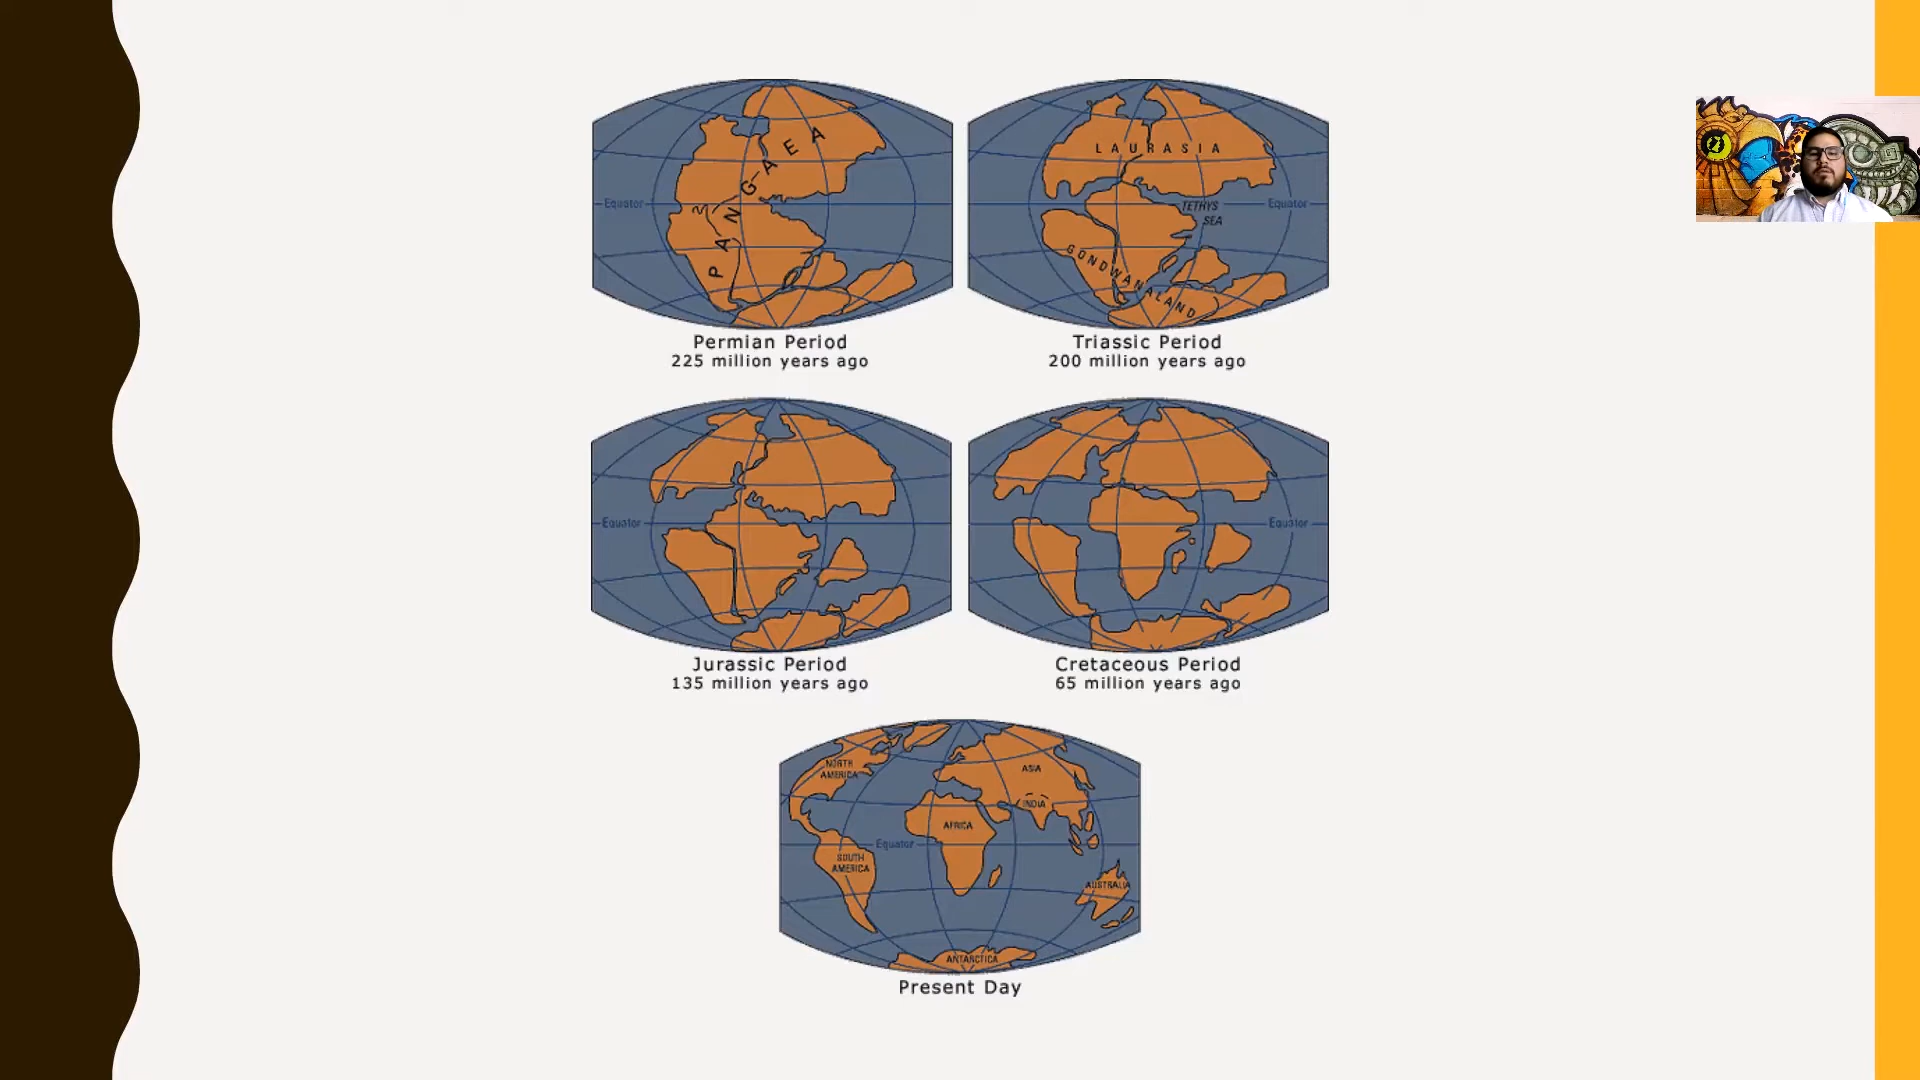 PANGAEA
Equator
Permian Period
225 million years ago
LAURASIA
TETHYS
SEA
Equator
GONDWANALAND
Triassic Period
200 million years ago
Equator
Jurassic Period
135 million years ago
Equator
Cretaceous Period
65 million years ago
NORTH
AMERICA
ASIA
INDIA
AFRICA
Equator
SOUTH
AMERICA
AUSTRALIA
ANTARCTICA
Present Day